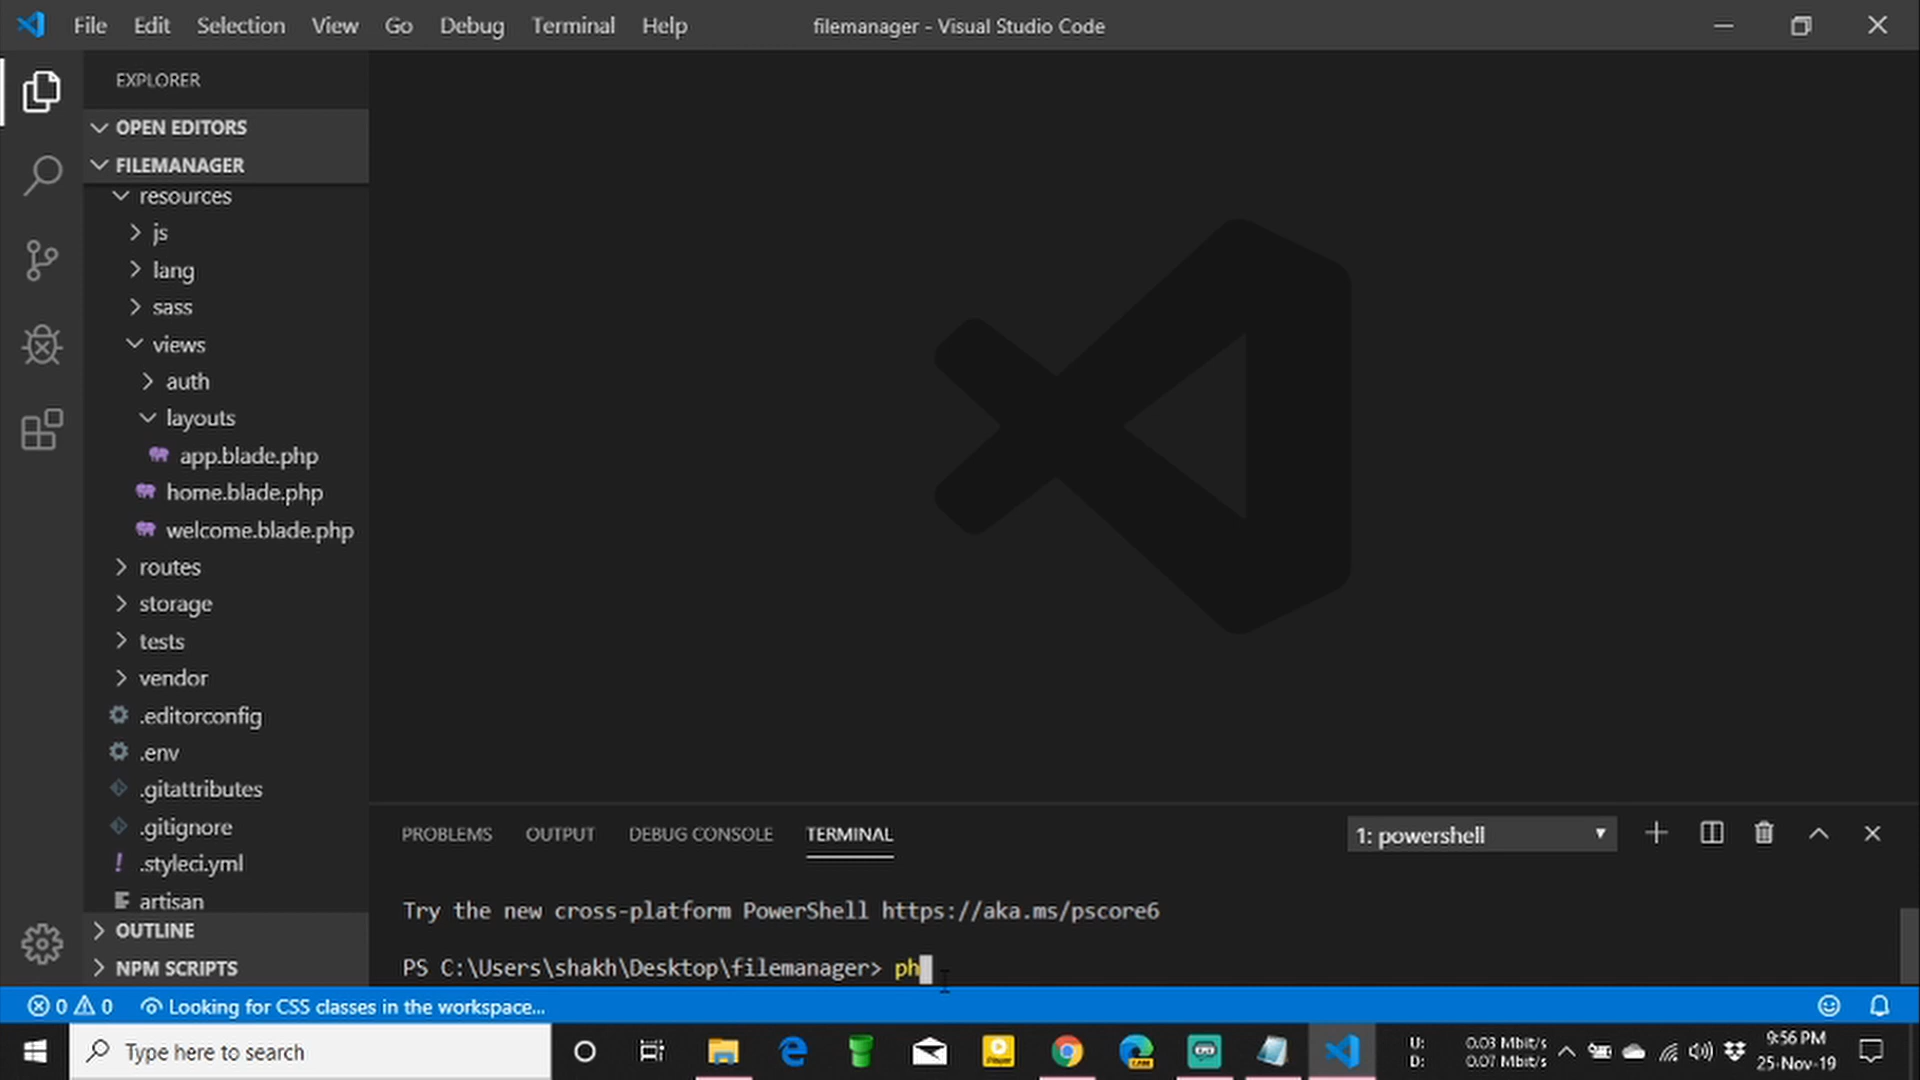 File Edit Selection View Go Debug Terminal Help
filemanager - Visual Studio Code
EXPLORER
OPEN EDITORS
FILEMANAGER
resources
js
lang
sass
views
auth
layouts
app.blade.php
home.blade.php
welcome.blade.php
routes
storage
tests
vendor
.editorconfig
.env
.gitattributes
.gitignore
.styleci.yml
artisan
OUTLINE
NPM SCRIPTS
PROBLEMS OUTPUT DEBUG CONSOLE TERMINAL
1: powershell
Try the new cross-platform PowerShell https://aka.ms/pscore6
PS C:\Users\shakh\Desktop\filemanager> ph
0 0 Looking for CSS classes in the workspace...
Type here to search
U: 0.03 Mbit/s
D: 0.07 Mbit/s
9:56 PM
25-Nov-19